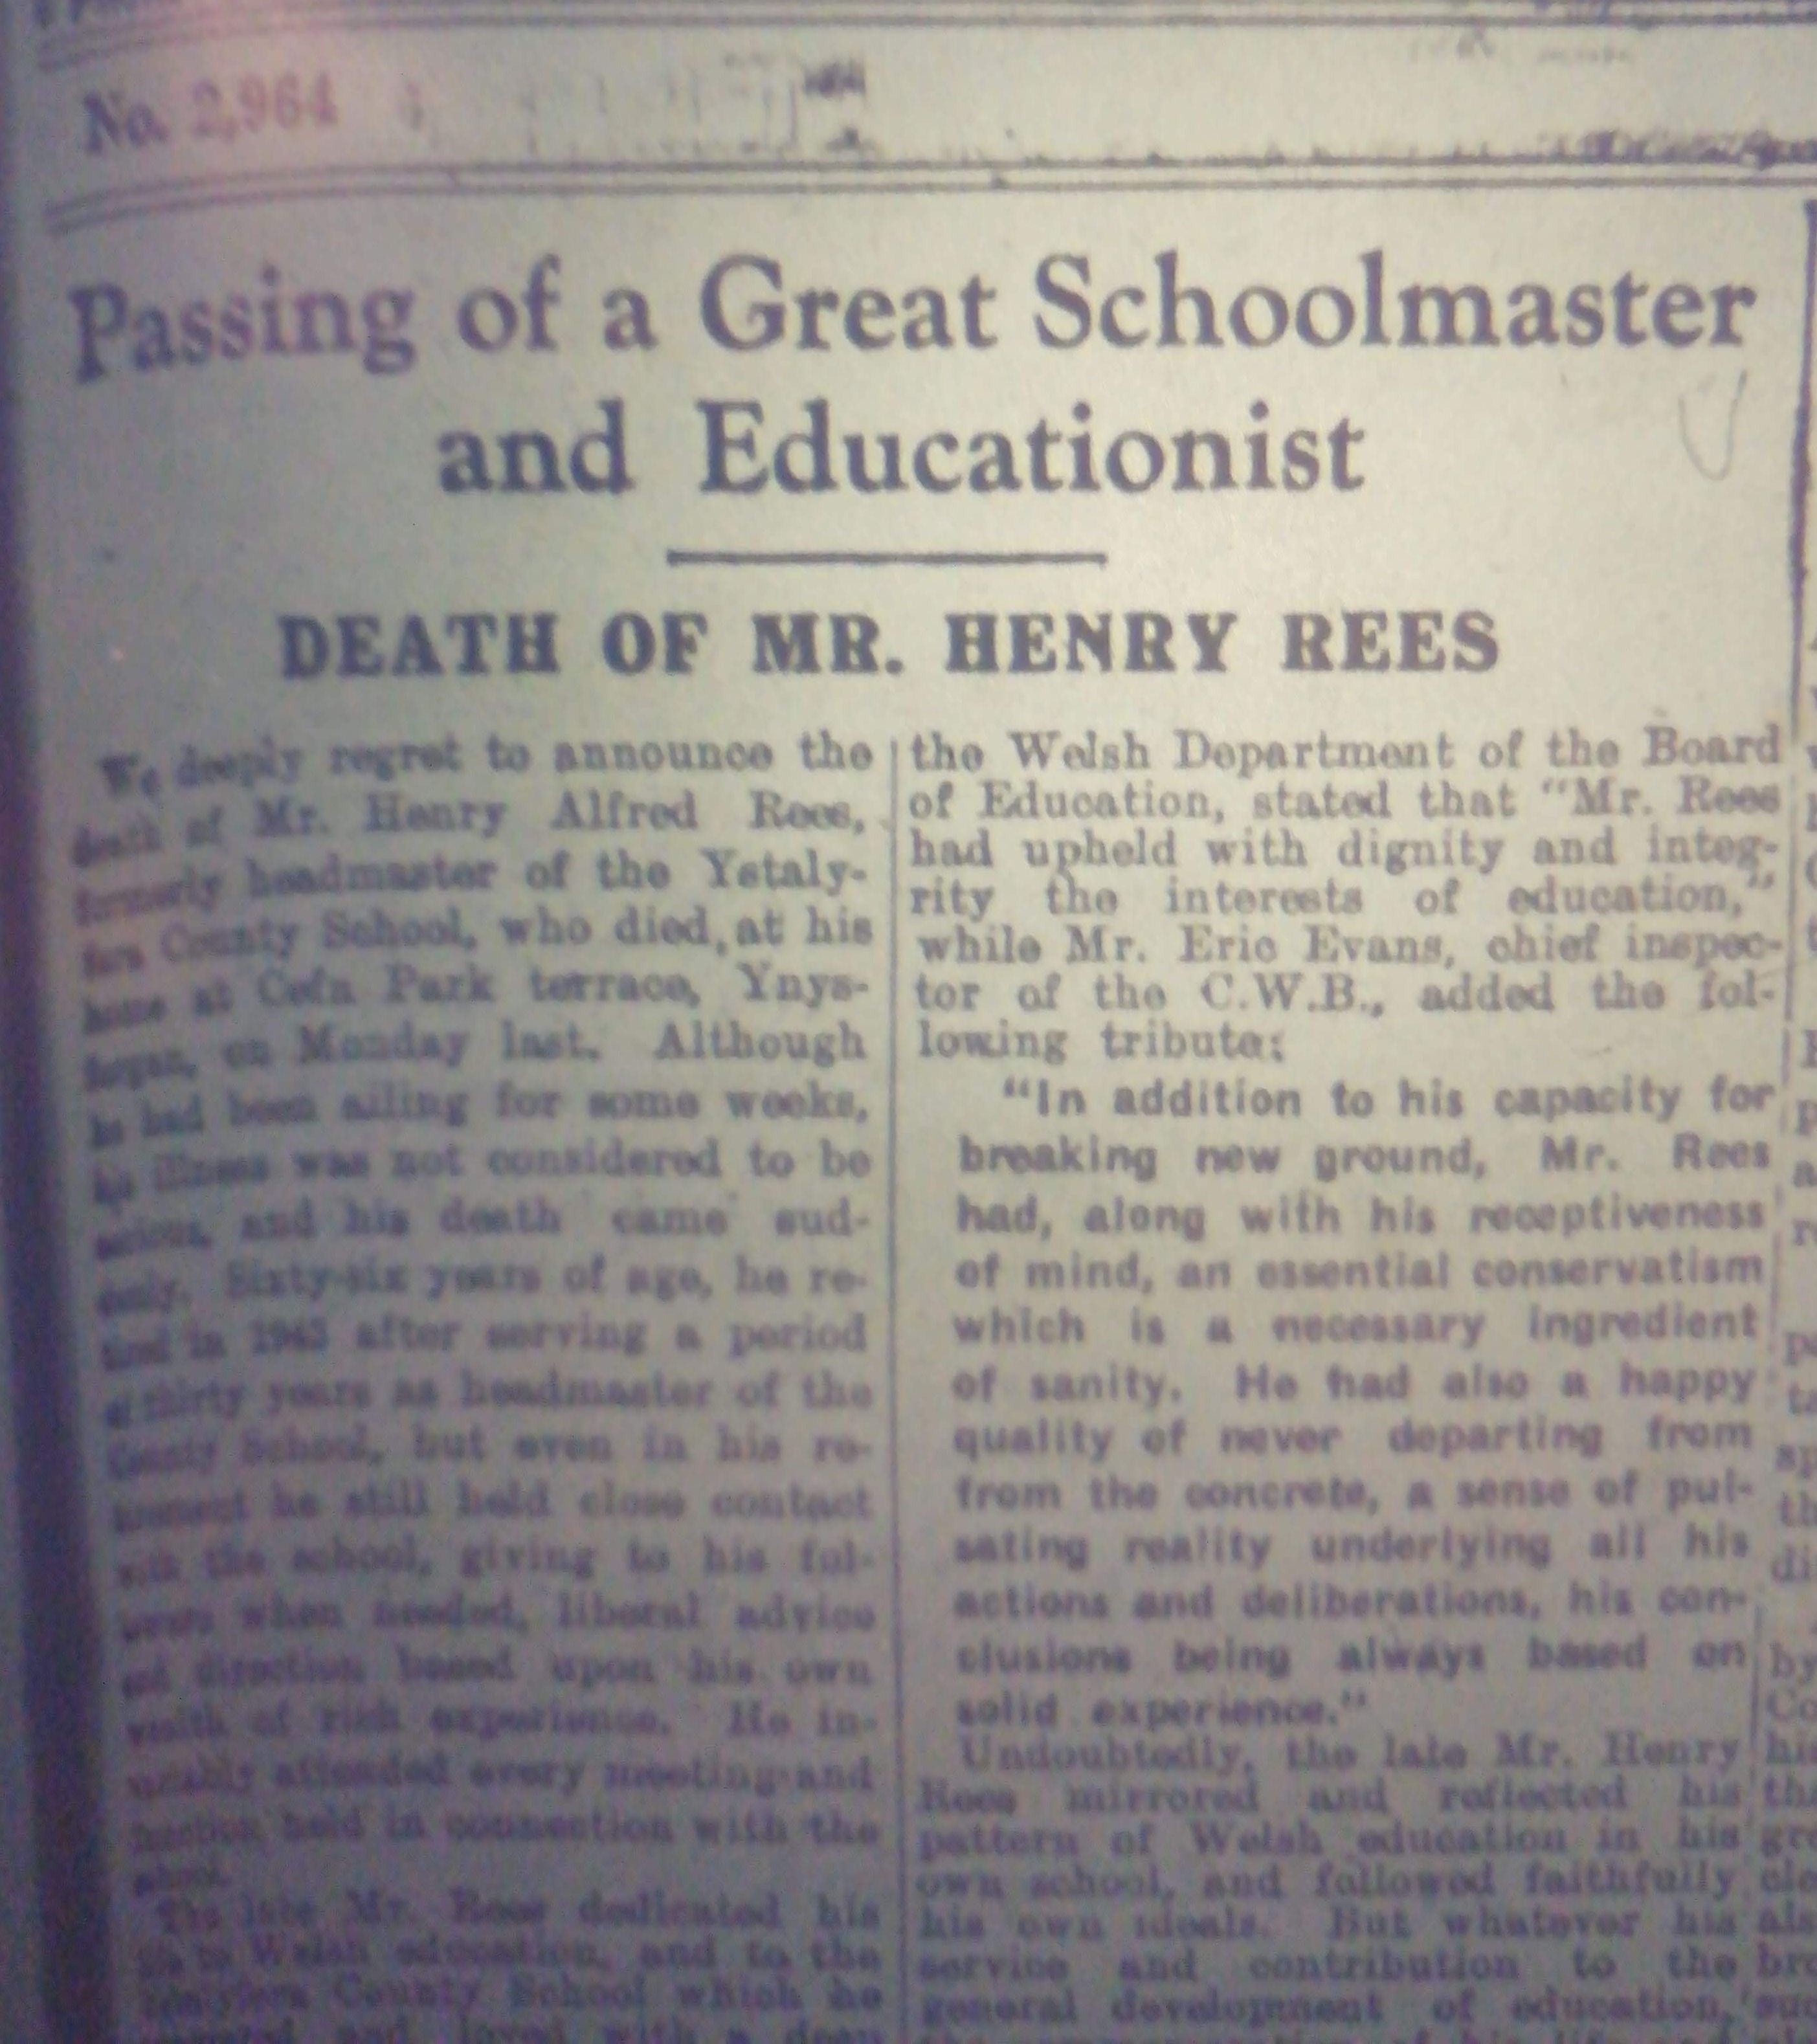 No. 2,964
Passing of a Great Schoolmaster
and Educationist
DEATH OF MR. HENRY REES
We deeply regret to announce the
death of Mr. Henry Alfred Rees,
formerly headmaster of the Ystaly-
fera County School, who died, at his
home at Cefn Park terrace, Ynys-
on Monday last. Although
he had been ailing for some weeks,
his illness was not considered to be
serious, and his death came sud-
denly. Sixty-six years of age, he re-
tired in after serving a period
of thirty years as headmaster of the
County School, but even in his re-
tirement he still held close contact
with the school, giving to his fol-
when needed, liberal advice
and direction based upon his own
wealth of rich experience. He in-
variably attended every meeting and
function held in connection with the
school.
The late Mr. Rees dedicated his
life to Welsh education, and to the
Ystalyfera County School which he
and loved with a deep
the Welsh Department of the Board
of Education, stated that "Mr. Rees
had upheld with dignity and integ-
rity the interests of education,"
while Mr. Eric Evans, chief inspec-
tor of the C.W.B., added the fol-
lowing tribute:
"In addition to his capacity for
breaking new ground, Mr. Rees
had, along with his receptiveness
of mind, an essential conservatism
which is a necessary ingredient
of sanity. He had also a happy
quality of never departing from
from the concrete, a sense of pul-
sating reality underlying all his
actions and deliberations, his con-
clusions being always based on
solid experience."
Undoubtedly, the late Mr. Henry
Rees mirrored and reflected his
pattern of Welsh education in his
own school, and followed faithfully
his own ideals. But whatever his
service and contribution to the
general development of education,